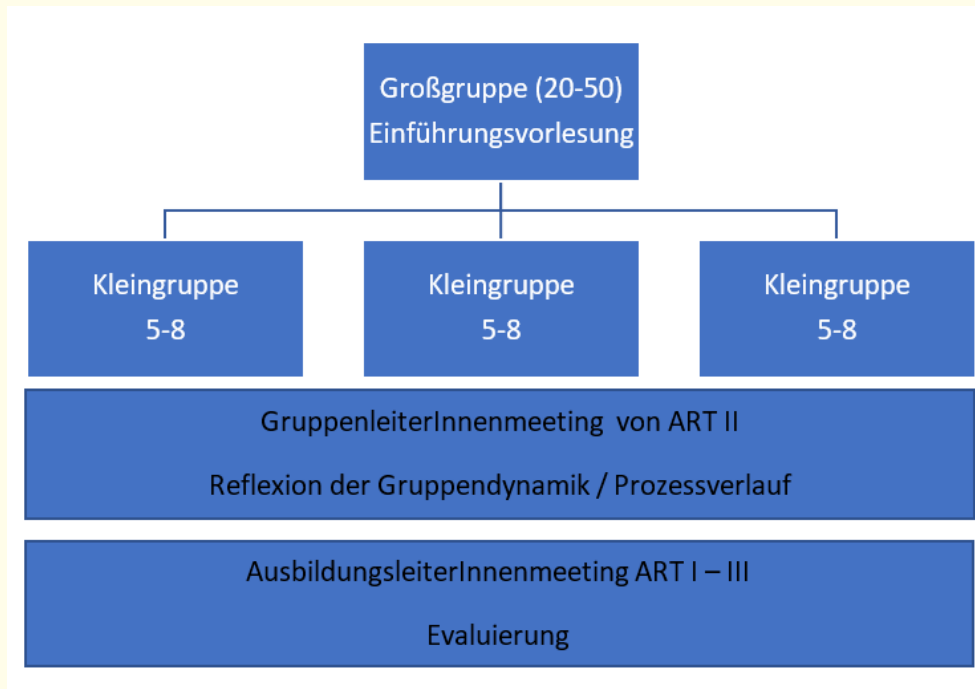 Großgruppe (20-50)
Einführungsvorlesung
Kleingruppe
5-8
Kleingruppe
5-8
Kleingruppe
5-8
GruppenleiterInnenmeeting von ART II
Reflexion der Gruppendynamik / Prozessverlauf
AusbildungsleiterInnenmeeting ART I – III
Evaluierung